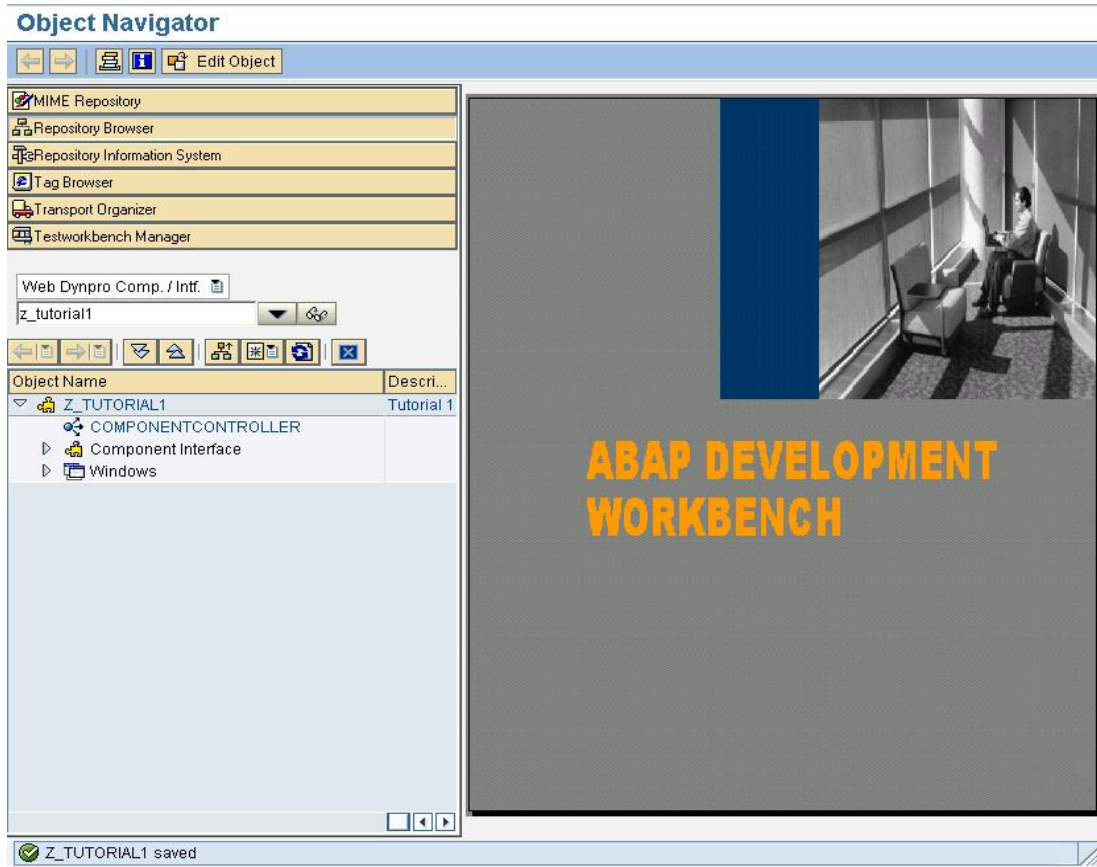 Object Navigator
Edit Object
MIME Repository
Repository Browser
Repository Information System
Tag Browser
Transport Organizer
Testworkbench Manager
Web Dynpro Comp. / Intf.
z_tutorial1
Object Name Descri...
Z_TUTORIAL1 Tutorial 1
COMPONENTCONTROLLER
Component Interface
Windows
ABAP DEVELOPMENT
WORKBENCH
Z_TUTORIAL1 saved